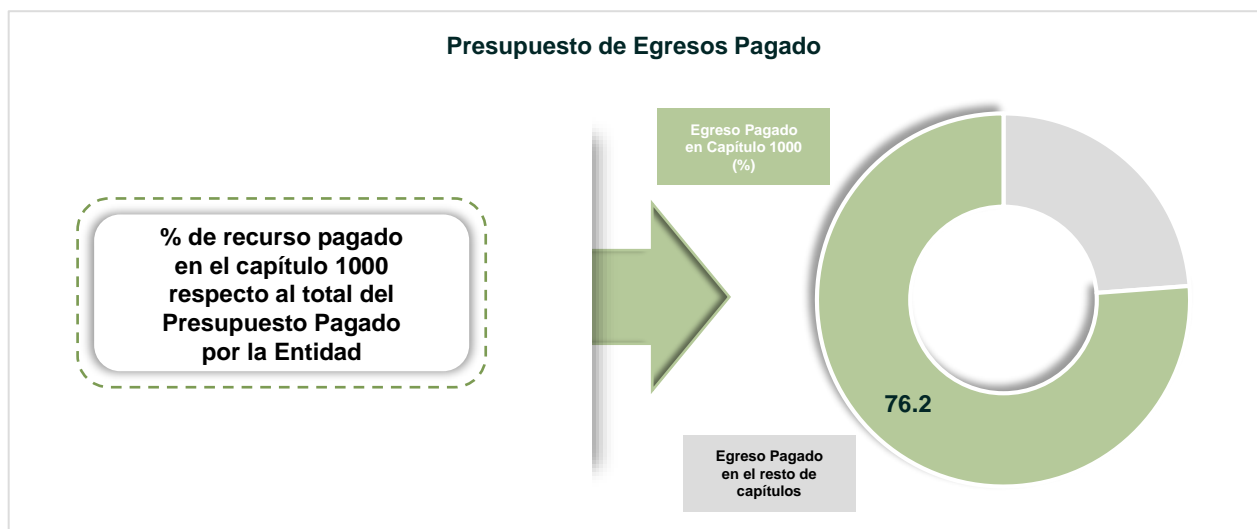 Presupuesto de Egresos Pagado
% de recurso pagado
en el capítulo 1000
respecto al total del
Presupuesto Pagado
por la Entidad
Egreso Pagado
en Capítulo 1000
(%)
76.2
Egreso Pagado
en el resto de
capítulos